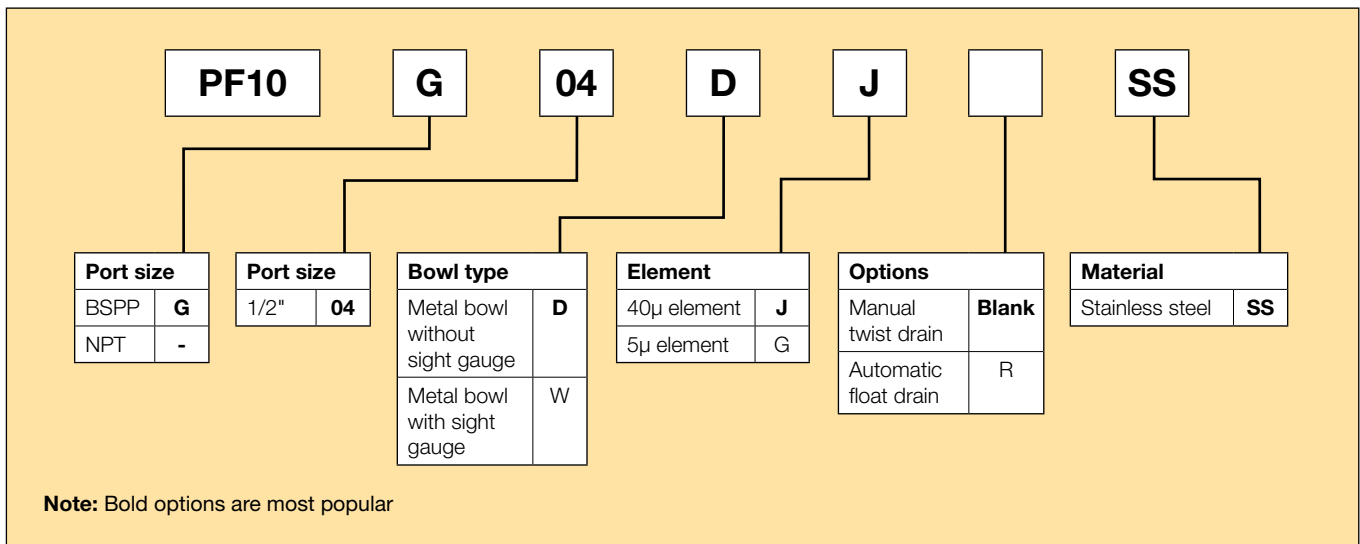 PF10 G 04 D J SS
Port size
BSPP G
NPT -
Port size
1/2" 04
Bowl type
Metal bowl D
without
sight gauge
Metal bowl W
with sight
gauge
Element
40µ element J
5µ element G
Options
Manual Blank
twist drain
Automatic R
float drain
Material
Stainless steel SS
Note: Bold options are most popular